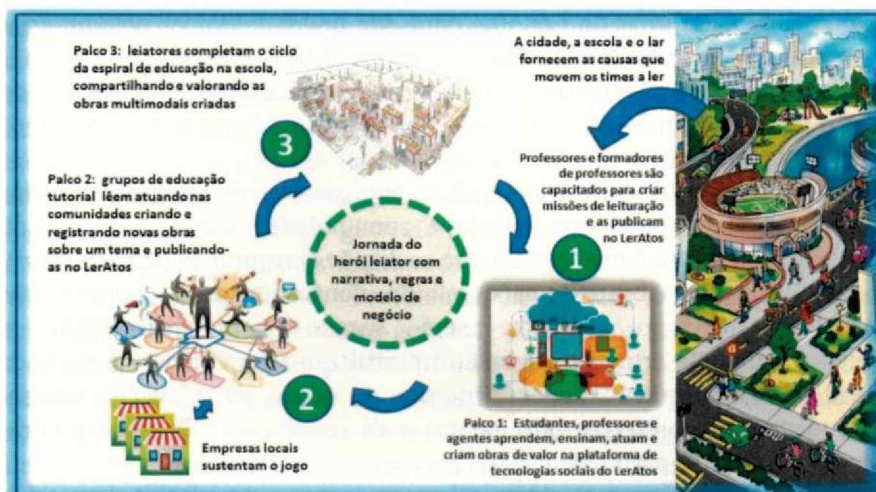 Palco 3: leiatores completam o ciclo
da espiral de educação na escola,
compartilhando e valorando as
obras multimodais criadas
A cidade, a escola e o lar
fornecem as causas que
movem os times a ler
3
Palco 2: grupos de educação
tutorial lêem atuando nas
comunidades criando e
registrando novas obras
sobre um tema e publicando-
as no LerAtos
Professores e formadores
de professores são
capacitados para criar
missões de leituração
e as publicam
no LerAtos
1
Jornada do
herói leiator com
narrativa, regras e
modelo de
negócio
2
Empresas locais
sustentam o jogo
Palco 1: Estudantes, professores e
agentes aprendem, ensinam, atuam e
criam obras de valor na plataforma de
tecnologias sociais do LerAtos